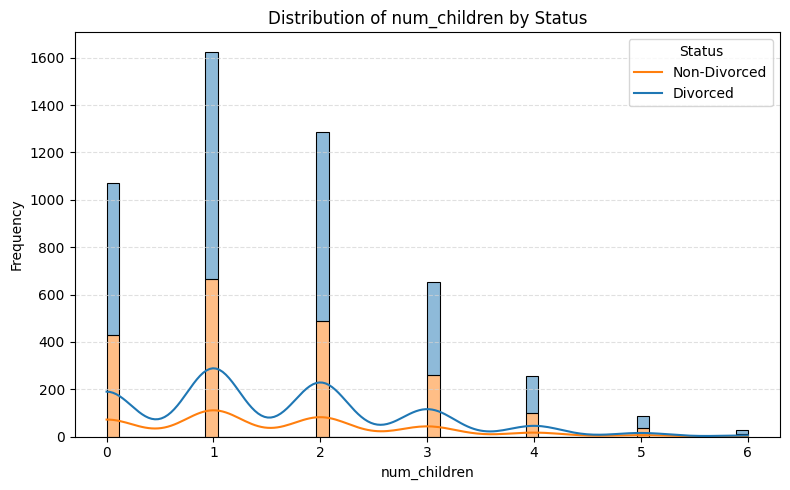 Distribution of num_children by Status
Status
Non-Divorced
Divorced
Frequency
1600
1400
1200
1000
800
600
400
200
0
0 1 2 3 4 5 6
num_children